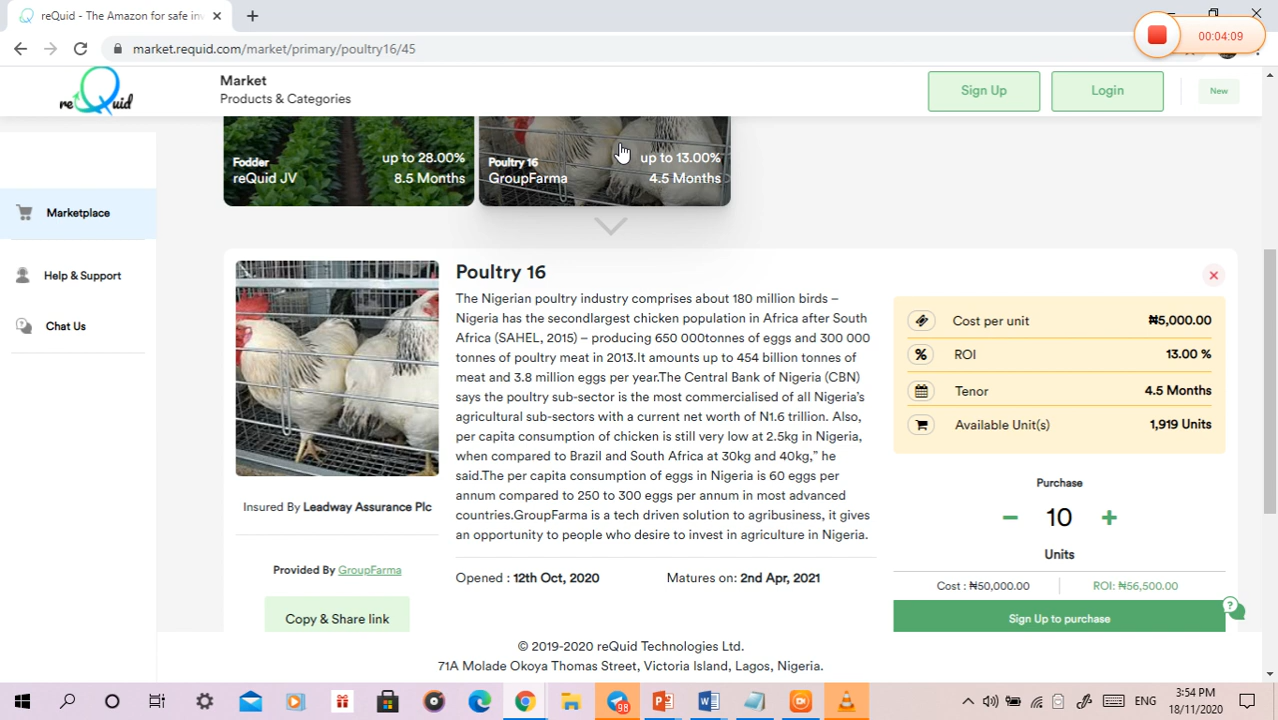 reQuid - The Amazon for safe in
00:04:09
market.requid.com/market/primary/poultry16/45
reQuid
Market
Products & Categories
Sign Up
Login
New
Fodder
up to 28.00%
reQuid JV
8.5 Months
Poultry 16
up to 13.00%
GroupFarma
4.5 Months
Marketplace
Help & Support
Chat Us
Poultry 16
The Nigerian poultry industry comprises about 180 million birds –
Nigeria has the secondlargest chicken population in Africa after South
Africa (SAHEL, 2015) – producing 650 000tonnes of eggs and 300 000
tonnes of poultry meat in 2013.It amounts up to 454 billion tonnes of
meat and 3.8 million eggs per year.The Central Bank of Nigeria (CBN)
says the poultry sub-sector is the most commercialised of all Nigeria's
agricultural sub-sectors with a current net worth of N1.6 trillion. Also,
per capita consumption of chicken is still very low at 2.5kg in Nigeria,
when compared to Brazil and South Africa at 30kg and 40kg,” he
said.The per capita consumption of eggs in Nigeria is 60 eggs per
annum compared to 250 to 300 eggs per annum in most advanced
countries.GroupFarma is a tech driven solution to agribusiness, it gives
an opportunity to people who desire to invest in agriculture in Nigeria.
Opened : 12th Oct, 2020
Matures on: 2nd Apr, 2021
Insured By Leadway Assurance Plc
Provided By GroupFarma
Copy & Share link
Cost per unit ₦5,000.00
ROI 13.00 %
Tenor 4.5 Months
Available Unit(s) 1,919 Units
Purchase
− 10 +
Units
Cost : ₦50,000.00
ROI: ₦56,500.00
Sign Up to purchase
© 2019-2020 reQuid Technologies Ltd.
71A Molade Okoya Thomas Street, Victoria Island, Lagos, Nigeria.
98
ENG
3:54 PM
18/11/2020